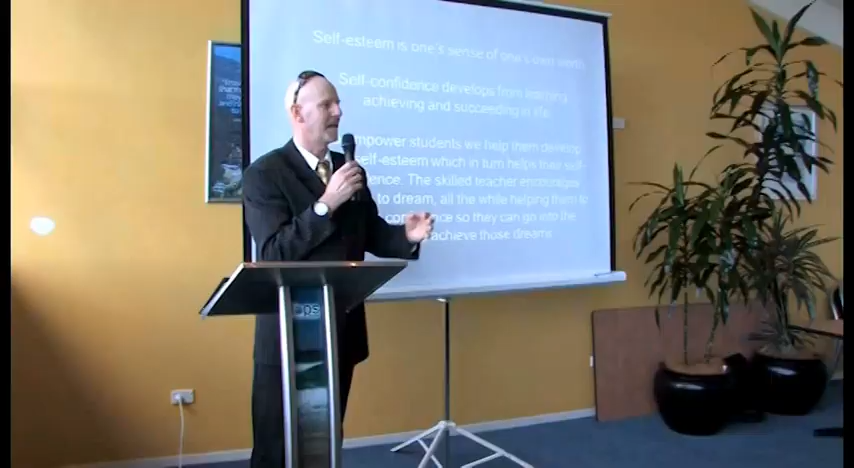 Self-esteem is one's sense of one's own worth.
Self-confidence develops from learning,
achieving and succeeding in life.
empower students we help them develop
self-esteem which in turn helps their self-
The skilled teacher encourages
to dream, all the while helping them to
so they can go into the
achieve those dreams.
ops